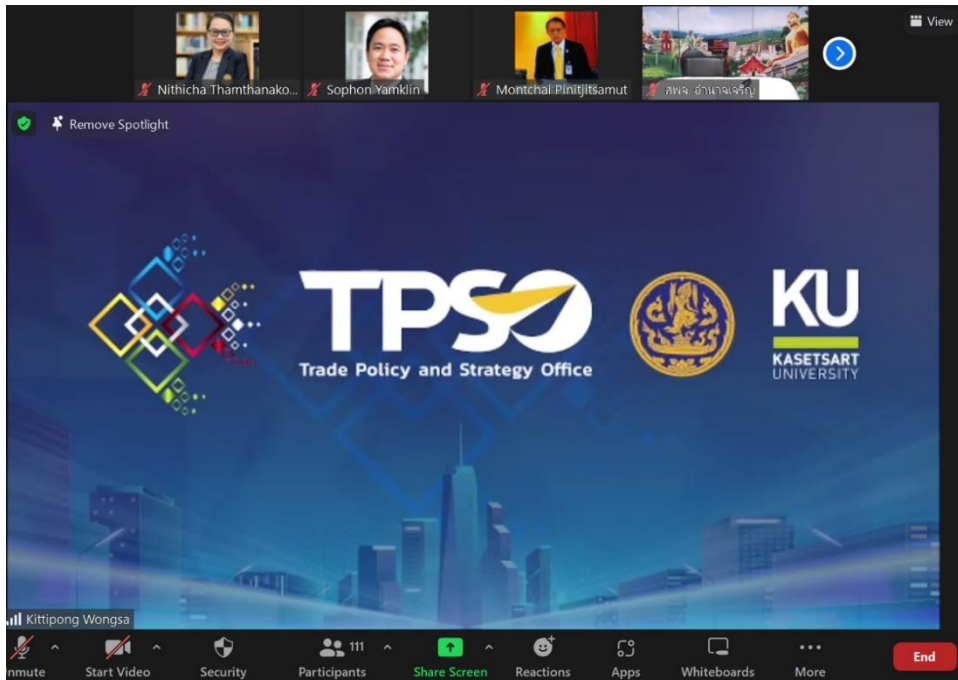 View
Nithicha Thamthanako...
Sophon Yamklin
Montchai Pinitjitsamut
สพจ. อำนาจเจริญ
Remove Spotlight
TPSO
Trade Policy and Strategy Office
KU
KASETSART
UNIVERSITY
Kittipong Wongsa
nmute
Start Video
Security
111
Participants
Share Screen
Reactions
Apps
Whiteboards
More
End